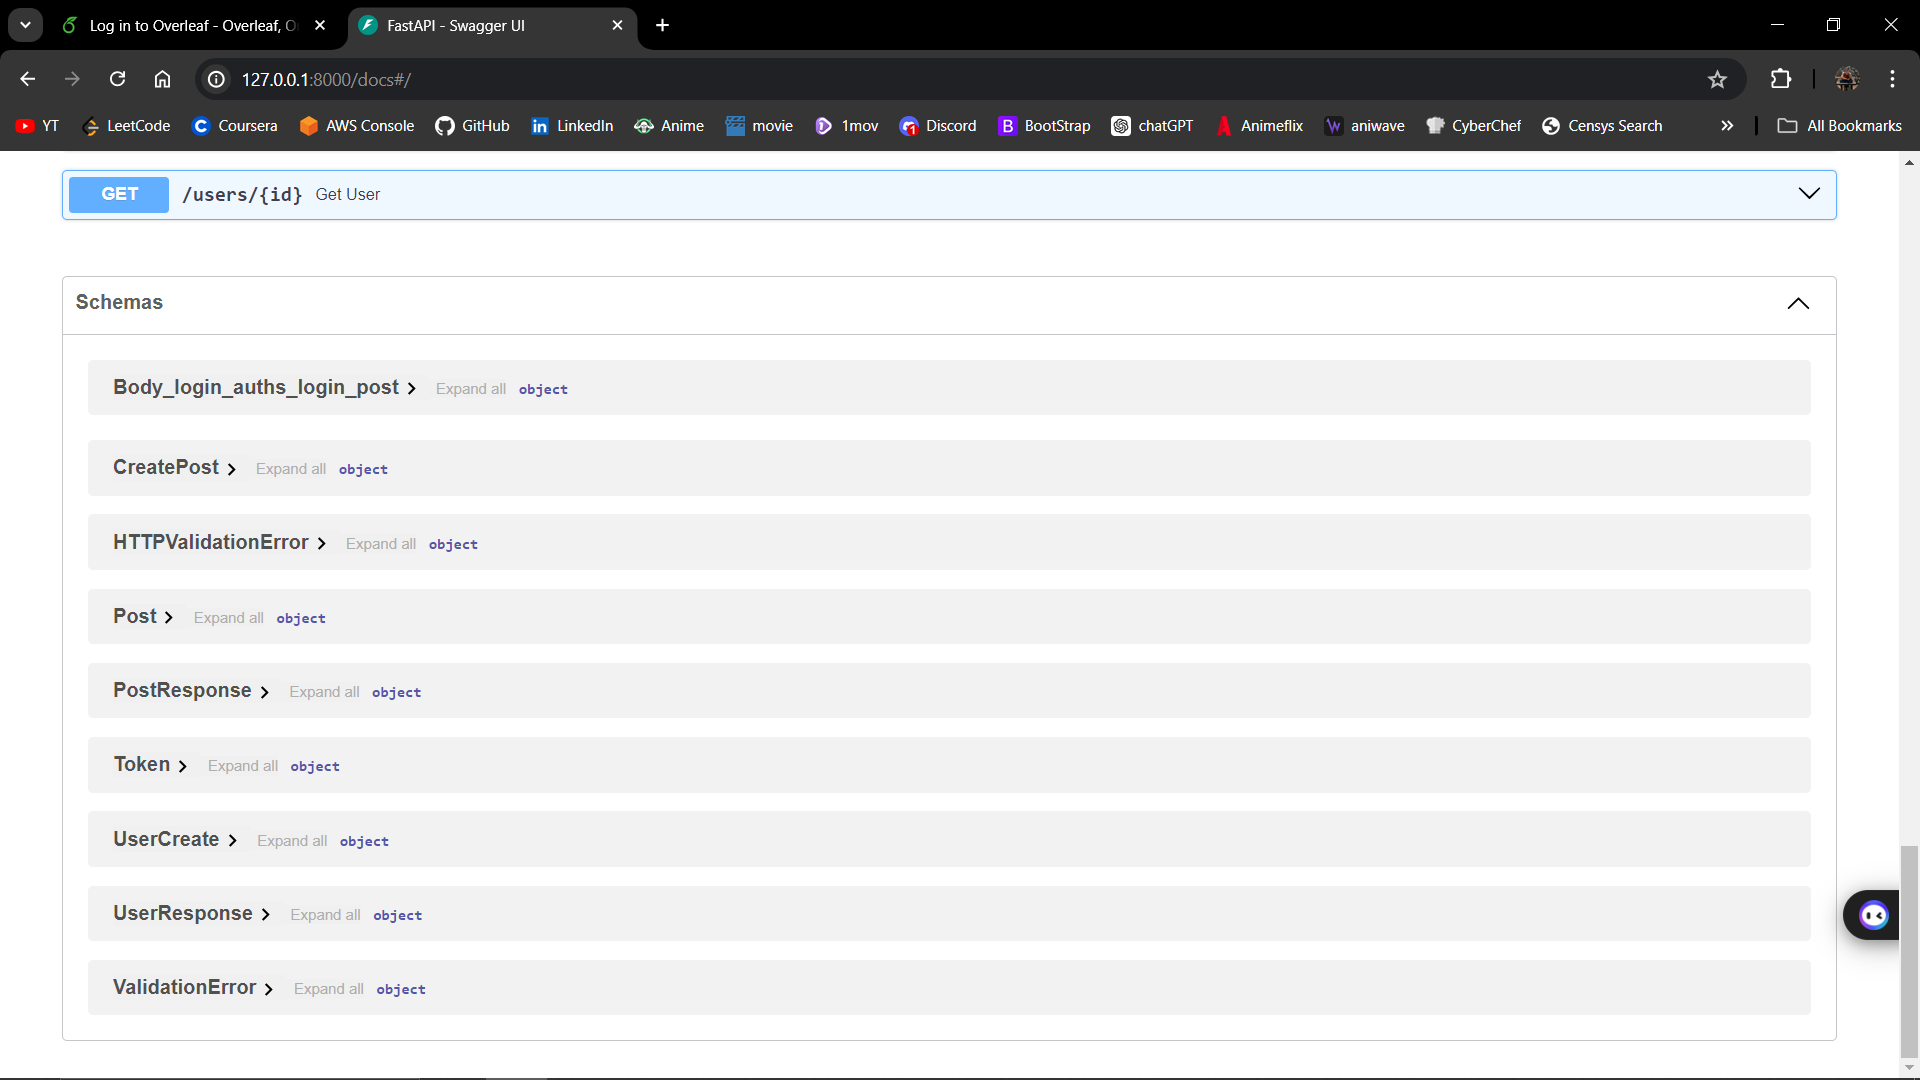 Log in to Overleaf - Overleaf, O
FastAPI - Swagger UI
127.0.0.1:8000/docs#/
YT LeetCode Coursera AWS Console GitHub LinkedIn Anime movie 1mov Discord BootStrap chatGPT Animeflix aniwave CyberChef Censys Search All Bookmarks
GET /users/{id} Get User
Schemas
Body_login_auths_login_post Expand all object
CreatePost Expand all object
HTTPValidationError Expand all object
Post Expand all object
PostResponse Expand all object
Token Expand all object
UserCreate Expand all object
UserResponse Expand all object
ValidationError Expand all object